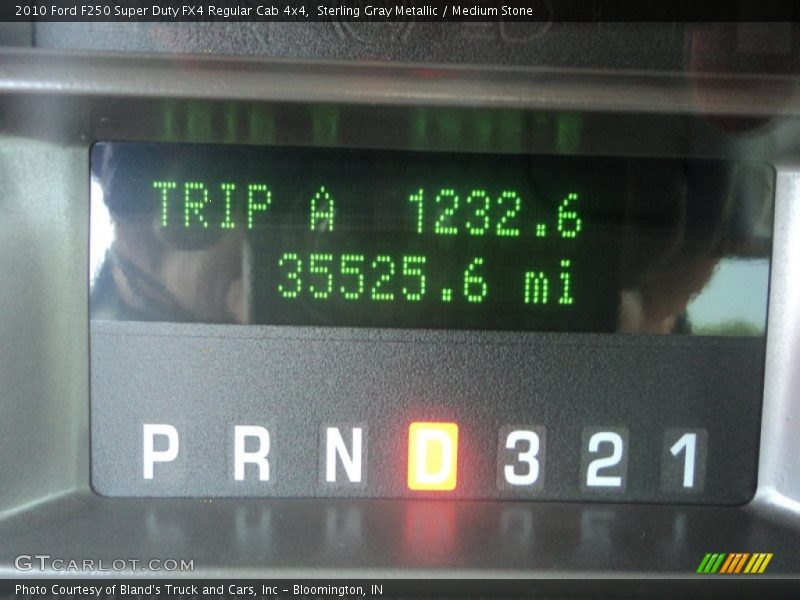 2010 Ford F250 Super Duty FX4 Regular Cab 4x4, Sterling Gray Metallic / Medium Stone
TRIP A 1232.6
35525.6 mi
P R N D 3 2 1
GTCARLOT.COM
Photo Courtesy of Bland's Truck and Cars, Inc - Bloomington, IN